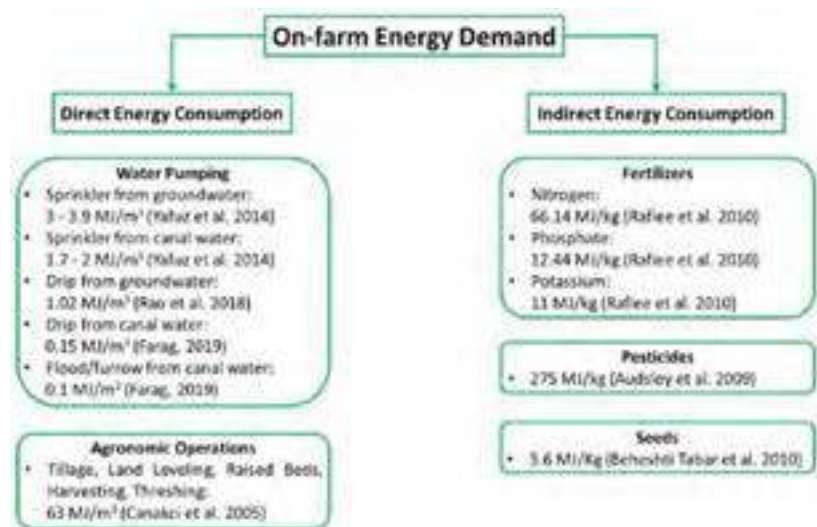 On-farm Energy Demand
Direct Energy Consumption
Water Pumping
• Sprinkler from groundwater:
3 - 3.9 MJ/m³ (et al, 2014)
• Sprinkler from canal water:
1.7 - 2 MJ/m³ (et al. 2014)
• Drip from groundwater:
1.02 MJ/m³ (Rao et al. 2018)
• Drip from canal water:
0.15 MJ/m³ (Farag, 2019)
• Flood/furrow from canal water:
0.1 MJ/m³ (Farag, 2019)
Agronomic Operations
• Tillage, Land Leveling, Raised Beds,
Harvesting, Threshing:
63 MJ/m³ (Canakci et al. 2005)
Indirect Energy Consumption
Fertilizers
• Nitrogen:
66.14 MJ/kg (Rafiee et al. 2010)
• Phosphate:
12.44 MJ/kg (Rafiee et al. 2010)
• Potassium:
11 MJ/kg (Rafiee et al. 2010)
Pesticides
• 275 MJ/kg (Audsley et al. 2009)
Seeds
• 3.6 MJ/Kg (Beheshti Tabar et al. 2010)